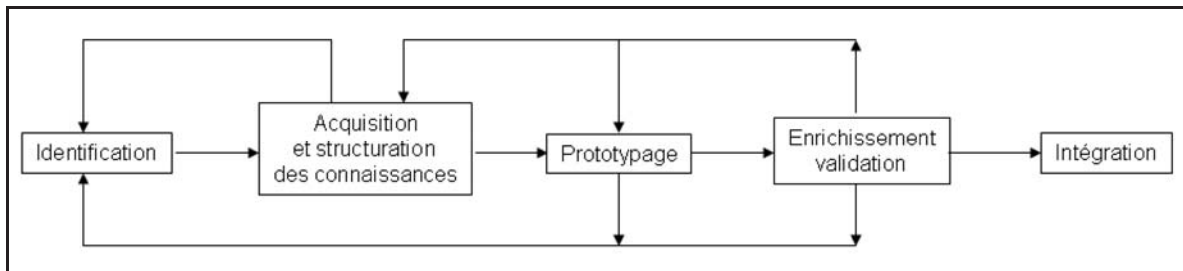 Identification
Acquisition
et structuration
des connaissances
Prototypage
Enrichissement
validation
Intégration